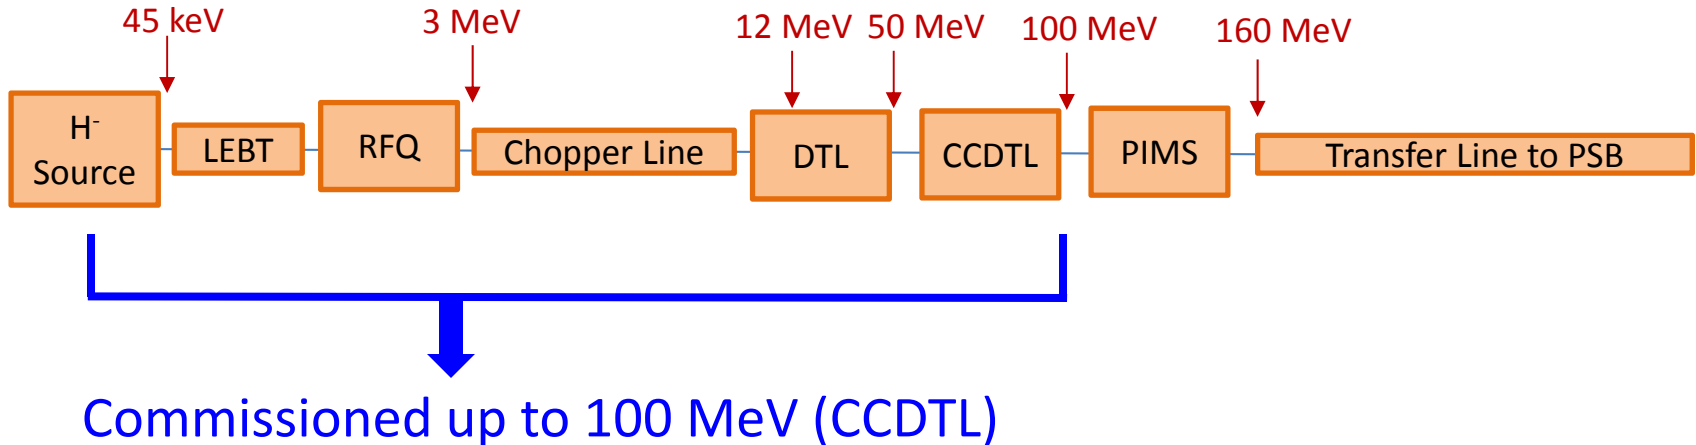 45 keV
3 MeV
12 MeV
50 MeV
100 MeV
160 MeV
H-
Source
LEBT
RFQ
Chopper Line
DTL
CCDTL
PIMS
Transfer Line to PSB
Commissioned up to 100 MeV (CCDTL)